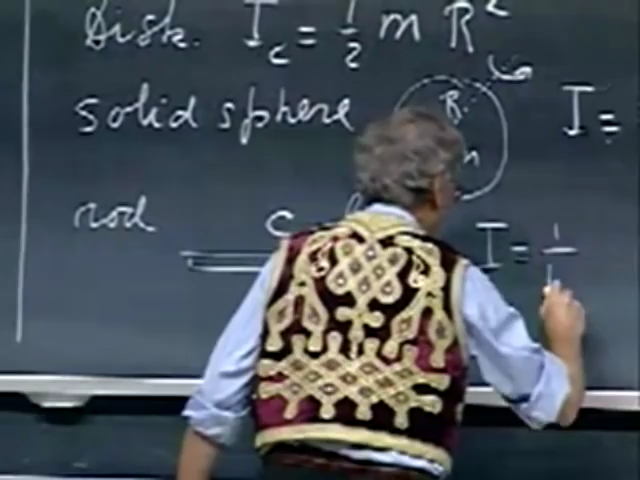 Disk. I_c = 1/2 m R²
solid sphere R I =
rod c I = 1/